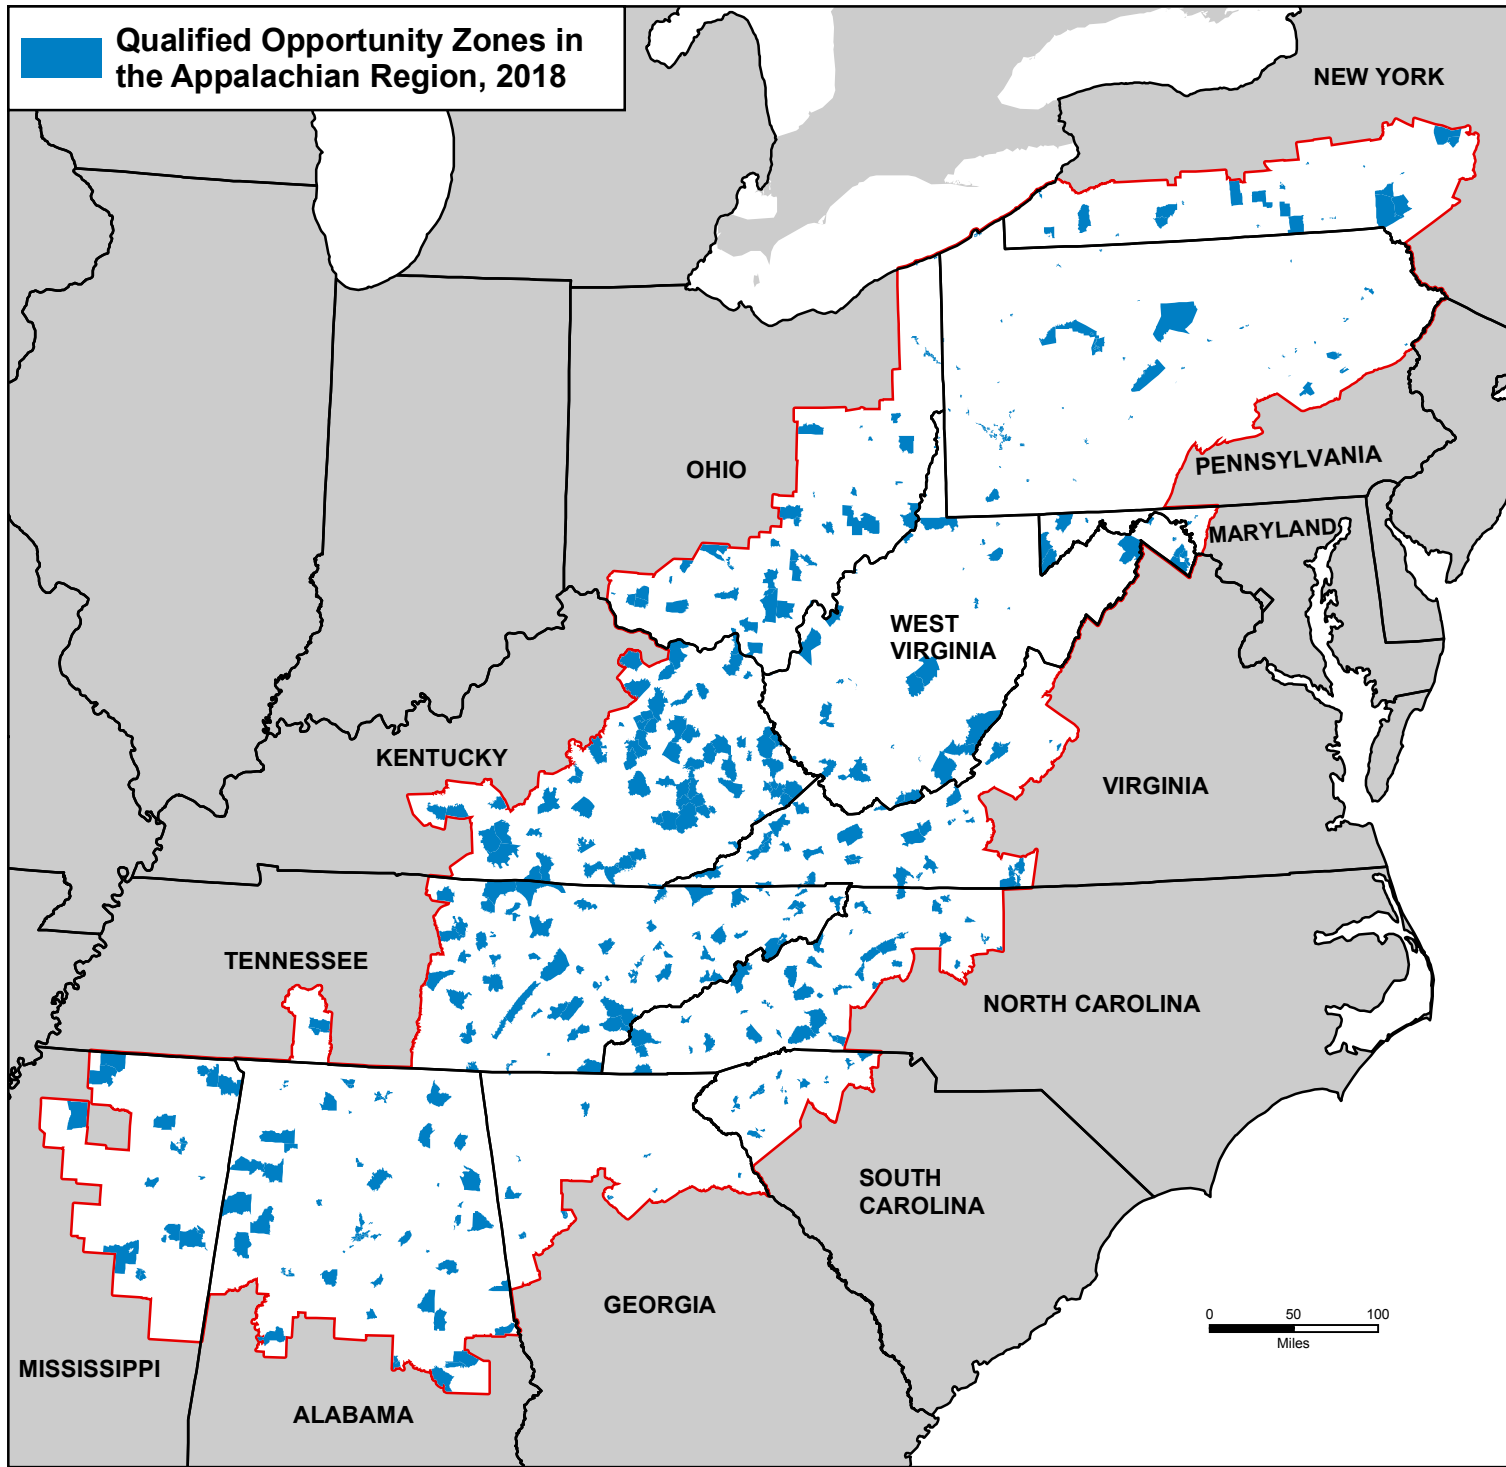 Qualified Opportunity Zones in
the Appalachian Region, 2018
NEW YORK
OHIO
PENNSYLVANIA
MARYLAND
WEST
VIRGINIA
KENTUCKY
VIRGINIA
TENNESSEE
NORTH CAROLINA
SOUTH
CAROLINA
GEORGIA
MISSISSIPPI
ALABAMA
0 50 100
Miles